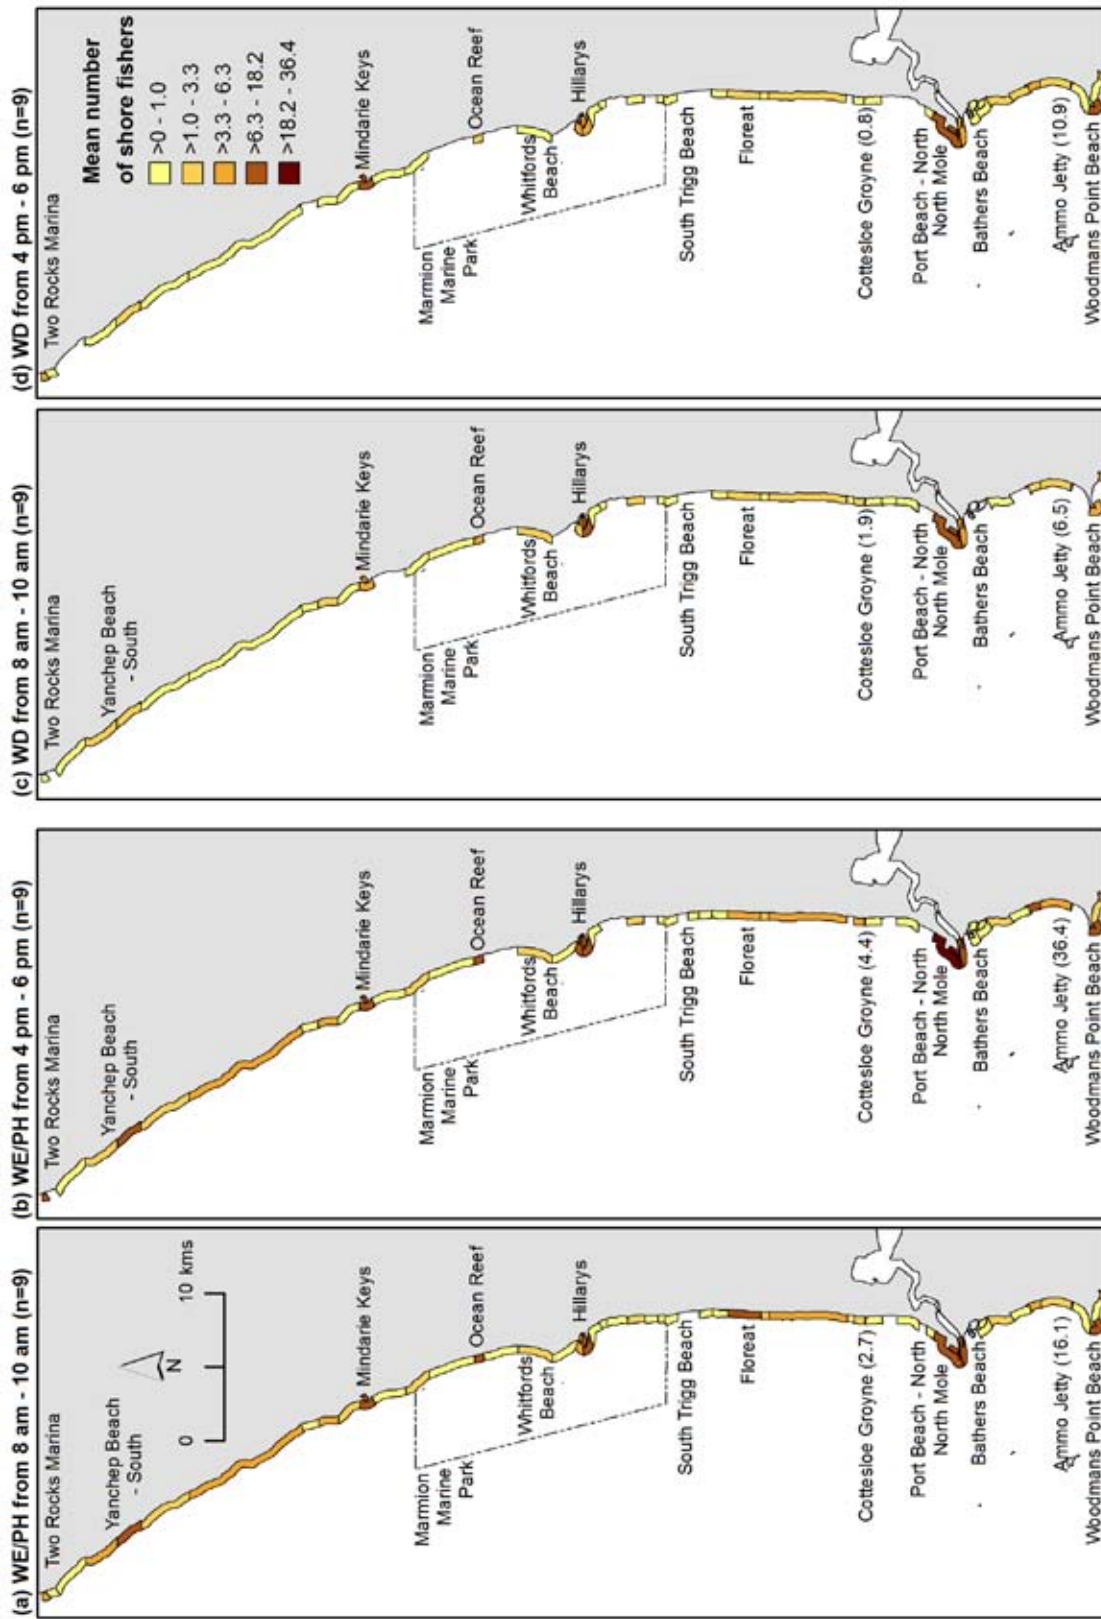 (a) WE/PH from 8 am - 10 am (n=9)
Two Rocks Marina
Yanchep Beach
- South
N
0
10 kms
Mindarie Keys
Marmion
Marine
Park
Ocean Reef
Whitfords
Beach
Hillarys
South Trigg Beach
Floreat
Cottesloe Groyne (2.7)
Port Beach - North
North Mole
Bathers Beach
Ammo Jetty (16.1)
Woodmans Point Beach
(b) WE/PH from 4 pm - 6 pm (n=9)
Two Rocks Marina
Yanchep Beach
- South
Mindarie Keys
Marmion
Marine
Park
Ocean Reef
Whitfords
Beach
Hillarys
South Trigg Beach
Floreat
Cottesloe Groyne (4.4)
Port Beach - North
North Mole
Bathers Beach
Ammo Jetty (36.4)
Woodmans Point Beach
(c) WD from 8 am - 10 am (n=9)
Two Rocks Marina
Yanchep Beach
- South
Mindarie Keys
Marmion
Marine
Park
Ocean Reef
Whitfords
Beach
Hillarys
South Trigg Beach
Floreat
Cottesloe Groyne (1.9)
Port Beach - North
North Mole
Bathers Beach
Ammo Jetty (6.5)
Woodmans Point Beach
(d) WD from 4 pm - 6 pm (n=9)
Two Rocks Marina
Mean number
of shore fishers
>0 - 1.0
>1.0 - 3.3
>3.3 - 6.3
>6.3 - 18.2
>18.2 - 36.4
Mindarie Keys
Marmion
Marine
Park
Ocean Reef
Whitfords
Beach
Hillarys
South Trigg Beach
Floreat
Cottesloe Groyne (0.8)
Port Beach - North
North Mole
Bathers Beach
Ammo Jetty (10.9)
Woodmans Point Beach